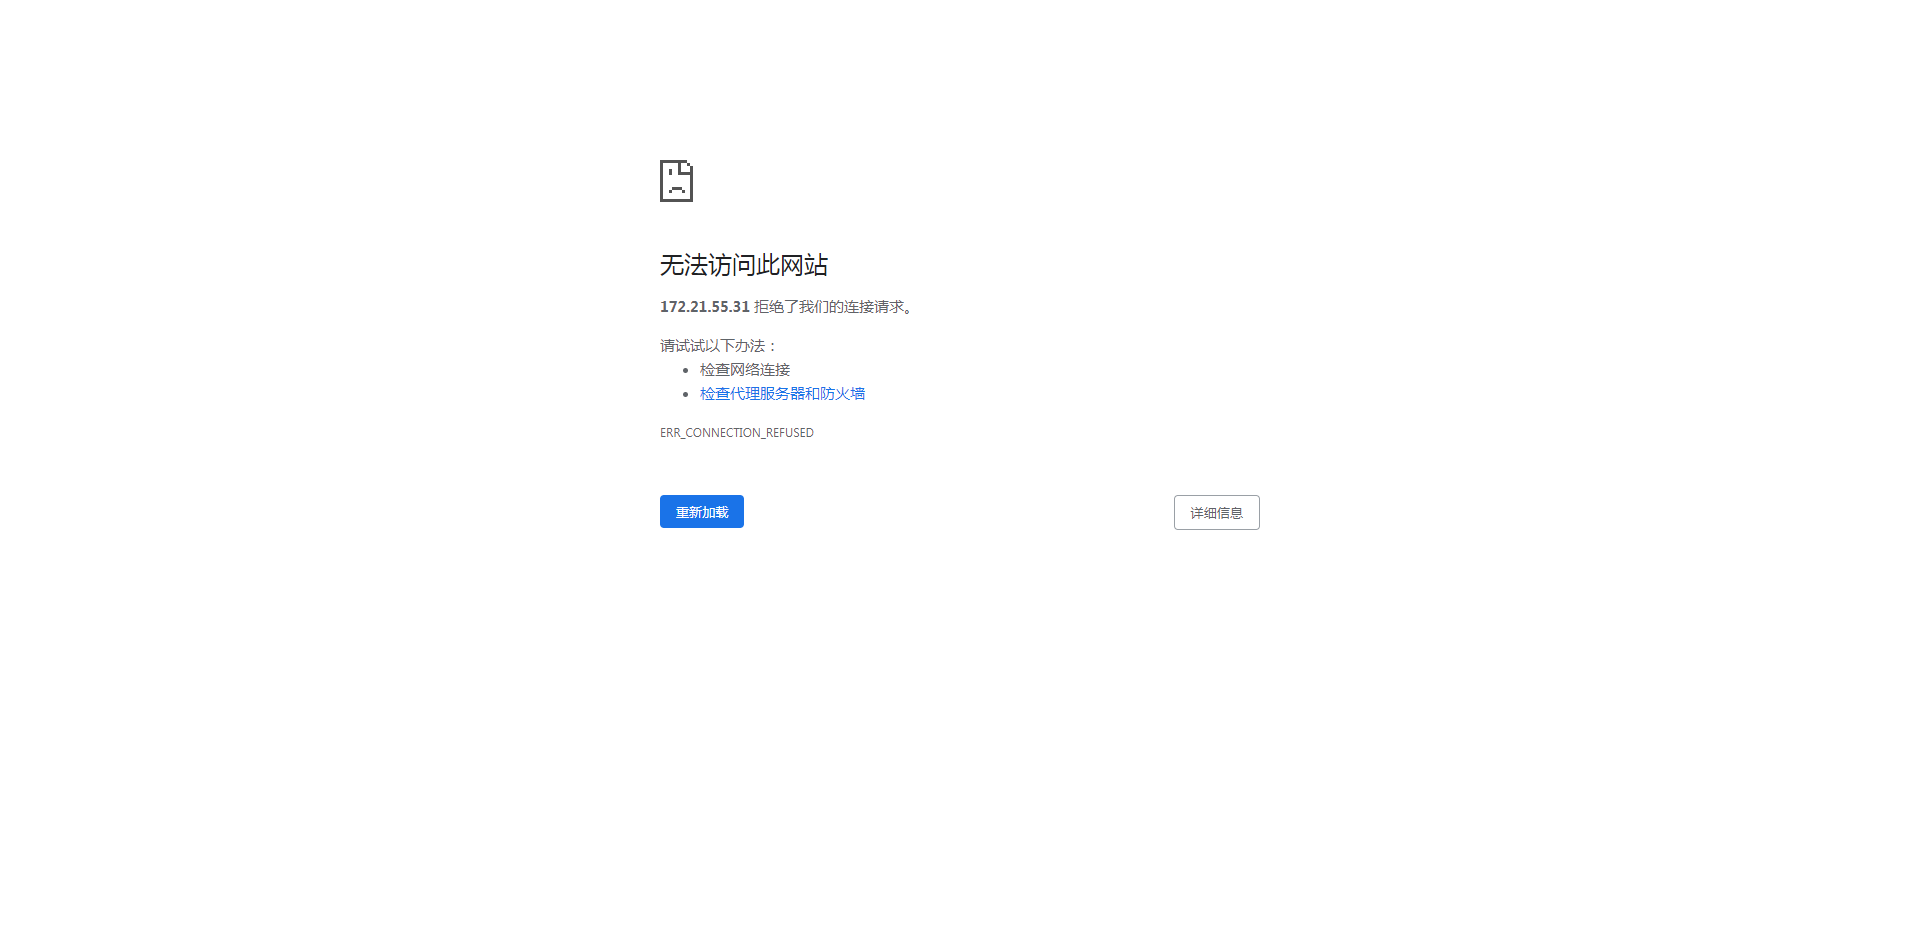 无法访问此网站
172.21.55.31 拒绝了我们的连接请求。
请试试以下办法：
检查网络连接
检查代理服务器和防火墙
ERR_CONNECTION_REFUSED
重新加载
详细信息